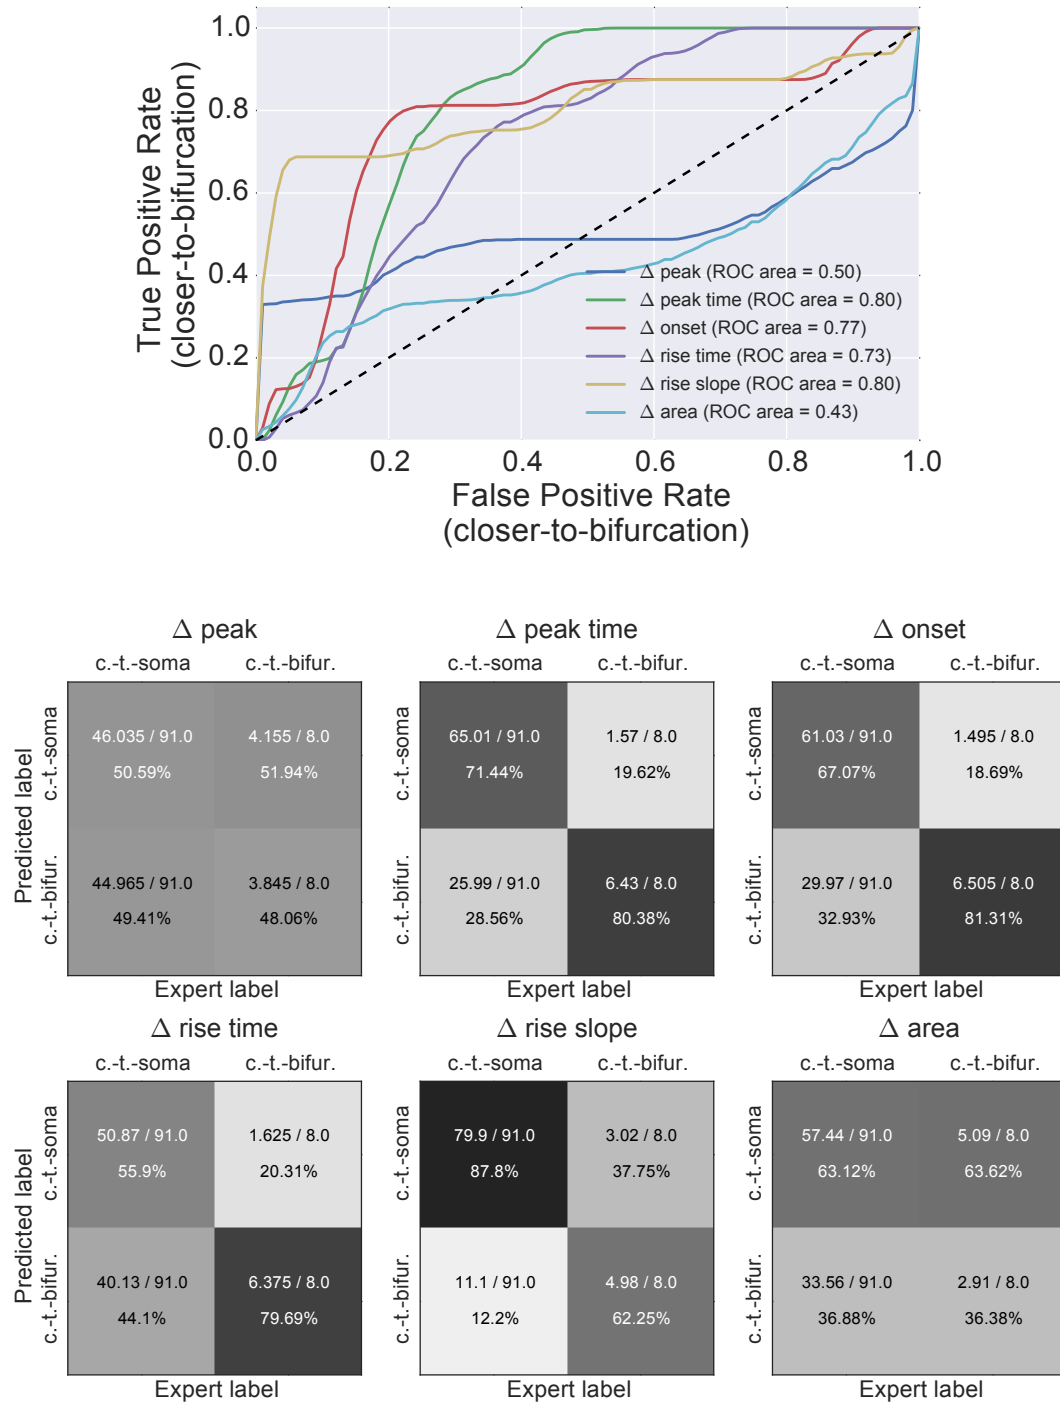 1.0
0.8
0.6
0.4
0.2
0.0
True Positive Rate
(closer-to-bifurcation)
Δ peak (ROC area = 0.50)
Δ peak time (ROC area = 0.80)
Δ onset (ROC area = 0.77)
Δ rise time (ROC area = 0.73)
Δ rise slope (ROC area = 0.80)
Δ area (ROC area = 0.43)
0.0 0.2 0.4 0.6 0.8 1.0
False Positive Rate
(closer-to-bifurcation)
Δ peak
c.-t.-soma c.-t.-bifur.
Predicted label
c.-t.-soma
46.035 / 91.0 4.155 / 8.0
50.59% 51.94%
c.-t.-bifur.
44.965 / 91.0 3.845 / 8.0
49.41% 48.06%
Expert label
Δ peak time
c.-t.-soma c.-t.-bifur.
c.-t.-soma
65.01 / 91.0 1.57 / 8.0
71.44% 19.62%
c.-t.-bifur.
25.99 / 91.0 6.43 / 8.0
28.56% 80.38%
Expert label
Δ onset
c.-t.-soma c.-t.-bifur.
c.-t.-soma
61.03 / 91.0 1.495 / 8.0
67.07% 18.69%
c.-t.-bifur.
29.97 / 91.0 6.505 / 8.0
32.93% 81.31%
Expert label
Δ rise time
c.-t.-soma c.-t.-bifur.
Predicted label
c.-t.-soma
50.87 / 91.0 1.625 / 8.0
55.9% 20.31%
c.-t.-bifur.
40.13 / 91.0 6.375 / 8.0
44.1% 79.69%
Expert label
Δ rise slope
c.-t.-soma c.-t.-bifur.
c.-t.-soma
79.9 / 91.0 3.02 / 8.0
87.8% 37.75%
c.-t.-bifur.
11.1 / 91.0 4.98 / 8.0
12.2% 62.25%
Expert label
Δ area
c.-t.-soma c.-t.-bifur.
c.-t.-soma
57.44 / 91.0 5.09 / 8.0
63.12% 63.62%
c.-t.-bifur.
33.56 / 91.0 2.91 / 8.0
36.88% 36.38%
Expert label